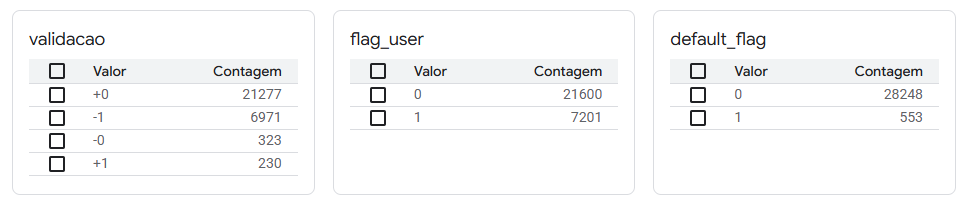 validacao
Valor Contagem
+0 21277
-1 6971
-0 323
+1 230
flag_user
Valor Contagem
0 21600
1 7201
default_flag
Valor Contagem
0 28248
1 553